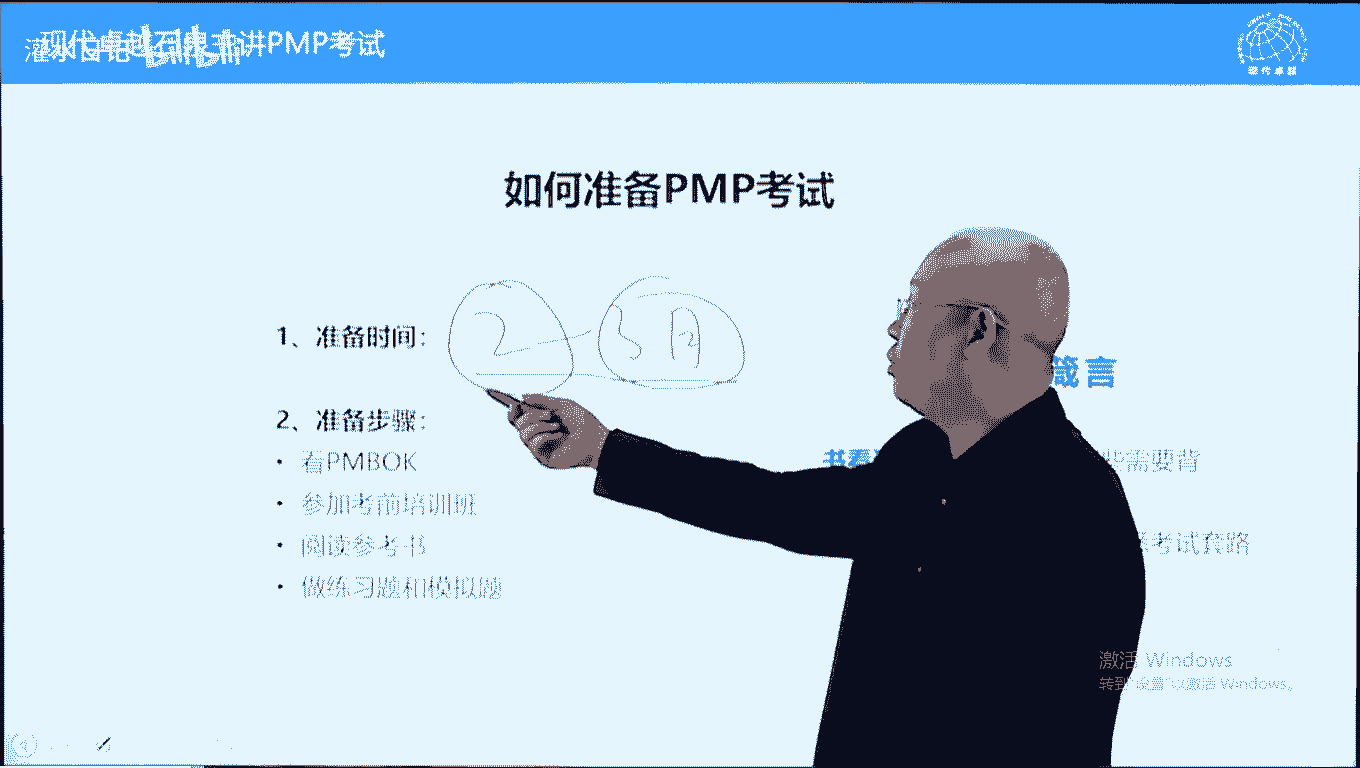 讲PMP考试
现代卓越
如何准备PMP考试
1、准备时间：
2 3月
箴言
2、准备步骤：
• 看PMBOK
书看
些需要背
• 参加考前培训班
• 阅读参考书
考试套路
• 做练习题和模拟题
激活 Windows
转到"设置"以激活 Windows。